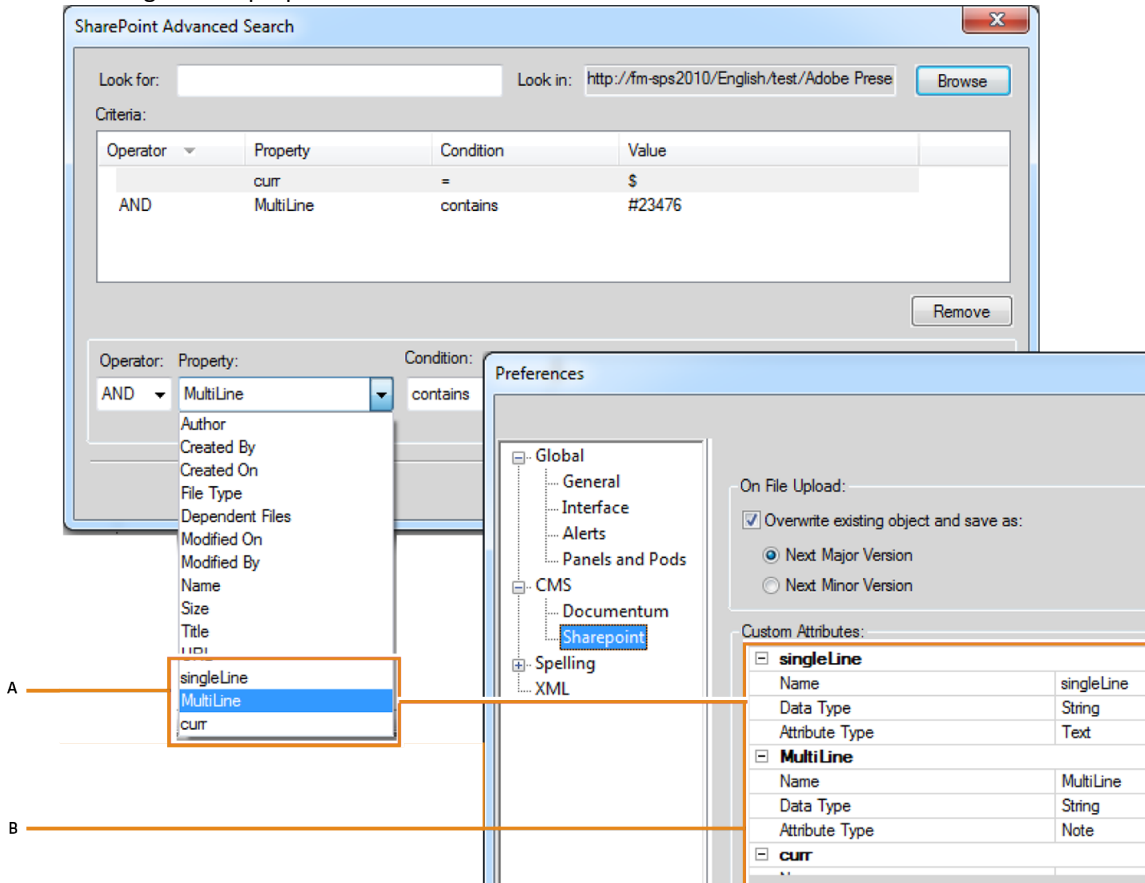 SharePoint Advanced Search
Look for:
Look in: http://fm-sps2010/English/test/Adobe Prese Browse
Criteria:
Operator Property Condition Value
curr = $
AND MultiLine contains #23476
Remove
Operator: Property: Condition:
AND MultiLine contains
Author
Created By
Created On
File Type
Dependent Files
Modified On
Modified By
Name
Size
Title
URL
singleLine
MultiLine
curr
A
B
Preferences
Global
General
Interface
Alerts
Panels and Pods
CMS
Documentum
Sharepoint
Spelling
XML
On File Upload:
Overwrite existing object and save as:
Next Major Version
Next Minor Version
Custom Attributes:
singleLine
Name singleLine
Data Type String
Attribute Type Text
MultiLine
Name MultiLine
Data Type String
Attribute Type Note
curr